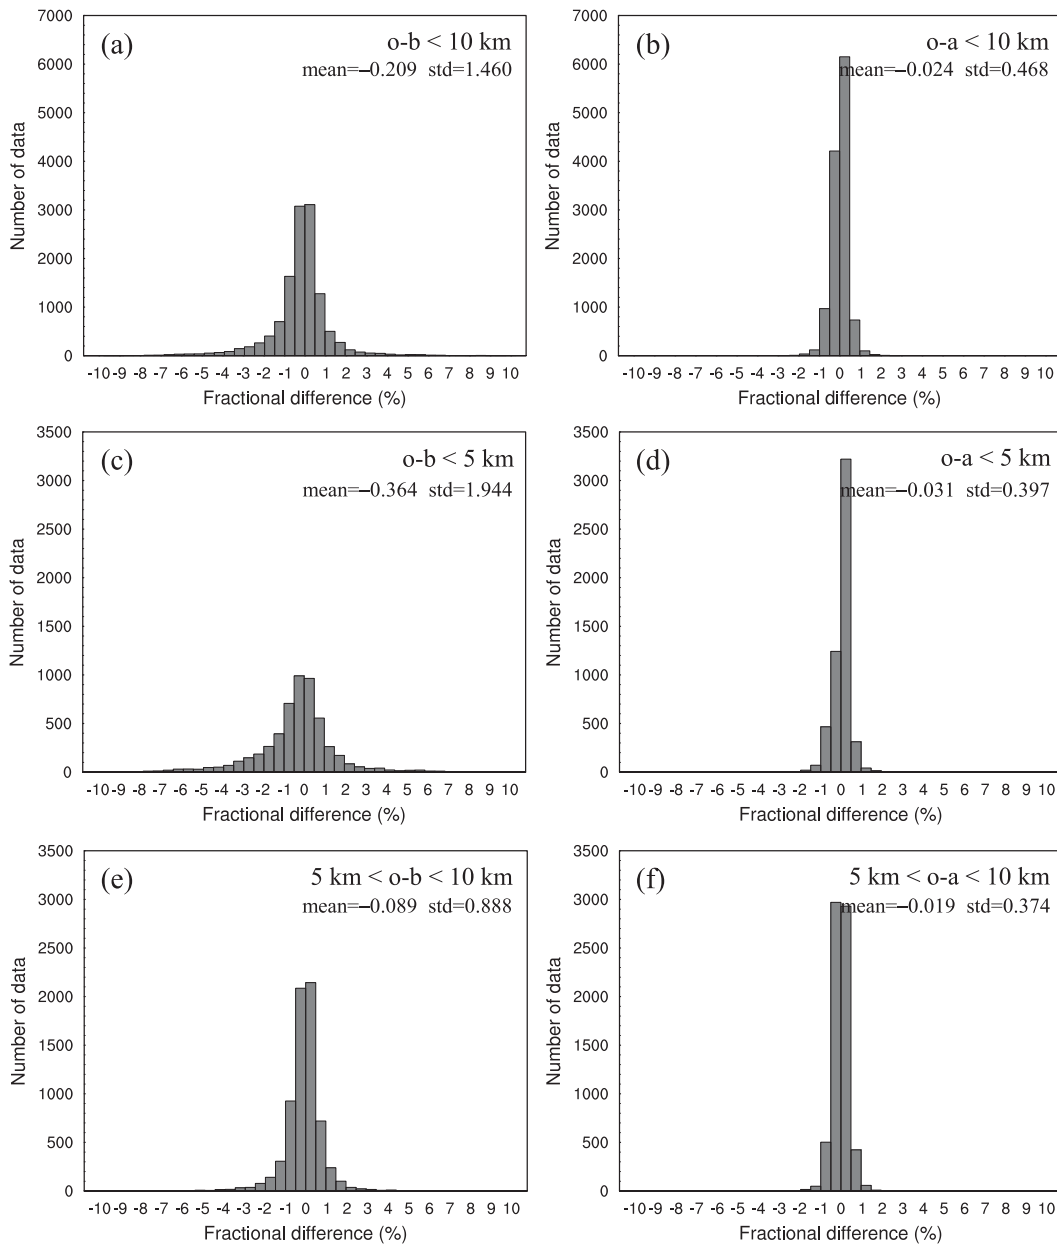 (a) o-b < 10 km
mean=−0.209 std=1.460
Number of data
7000
6000
5000
4000
3000
2000
1000
0
-10 -9 -8 -7 -6 -5 -4 -3 -2 -1 0 1 2 3 4 5 6 7 8 9 10
Fractional difference (%)
(b) o-a < 10 km
mean=−0.024 std=0.468
Number of data
7000
6000
5000
4000
3000
2000
1000
0
-10 -9 -8 -7 -6 -5 -4 -3 -2 -1 0 1 2 3 4 5 6 7 8 9 10
Fractional difference (%)
(c) o-b < 5 km
mean=−0.364 std=1.944
Number of data
3500
3000
2500
2000
1500
1000
500
0
-10 -9 -8 -7 -6 -5 -4 -3 -2 -1 0 1 2 3 4 5 6 7 8 9 10
Fractional difference (%)
(d) o-a < 5 km
mean=−0.031 std=0.397
Number of data
3500
3000
2500
2000
1500
1000
500
0
-10 -9 -8 -7 -6 -5 -4 -3 -2 -1 0 1 2 3 4 5 6 7 8 9 10
Fractional difference (%)
(e) 5 km < o-b < 10 km
mean=−0.089 std=0.888
Number of data
3500
3000
2500
2000
1500
1000
500
0
-10 -9 -8 -7 -6 -5 -4 -3 -2 -1 0 1 2 3 4 5 6 7 8 9 10
Fractional difference (%)
(f) 5 km < o-a < 10 km
mean=−0.019 std=0.374
Number of data
3500
3000
2500
2000
1500
1000
500
0
-10 -9 -8 -7 -6 -5 -4 -3 -2 -1 0 1 2 3 4 5 6 7 8 9 10
Fractional difference (%)